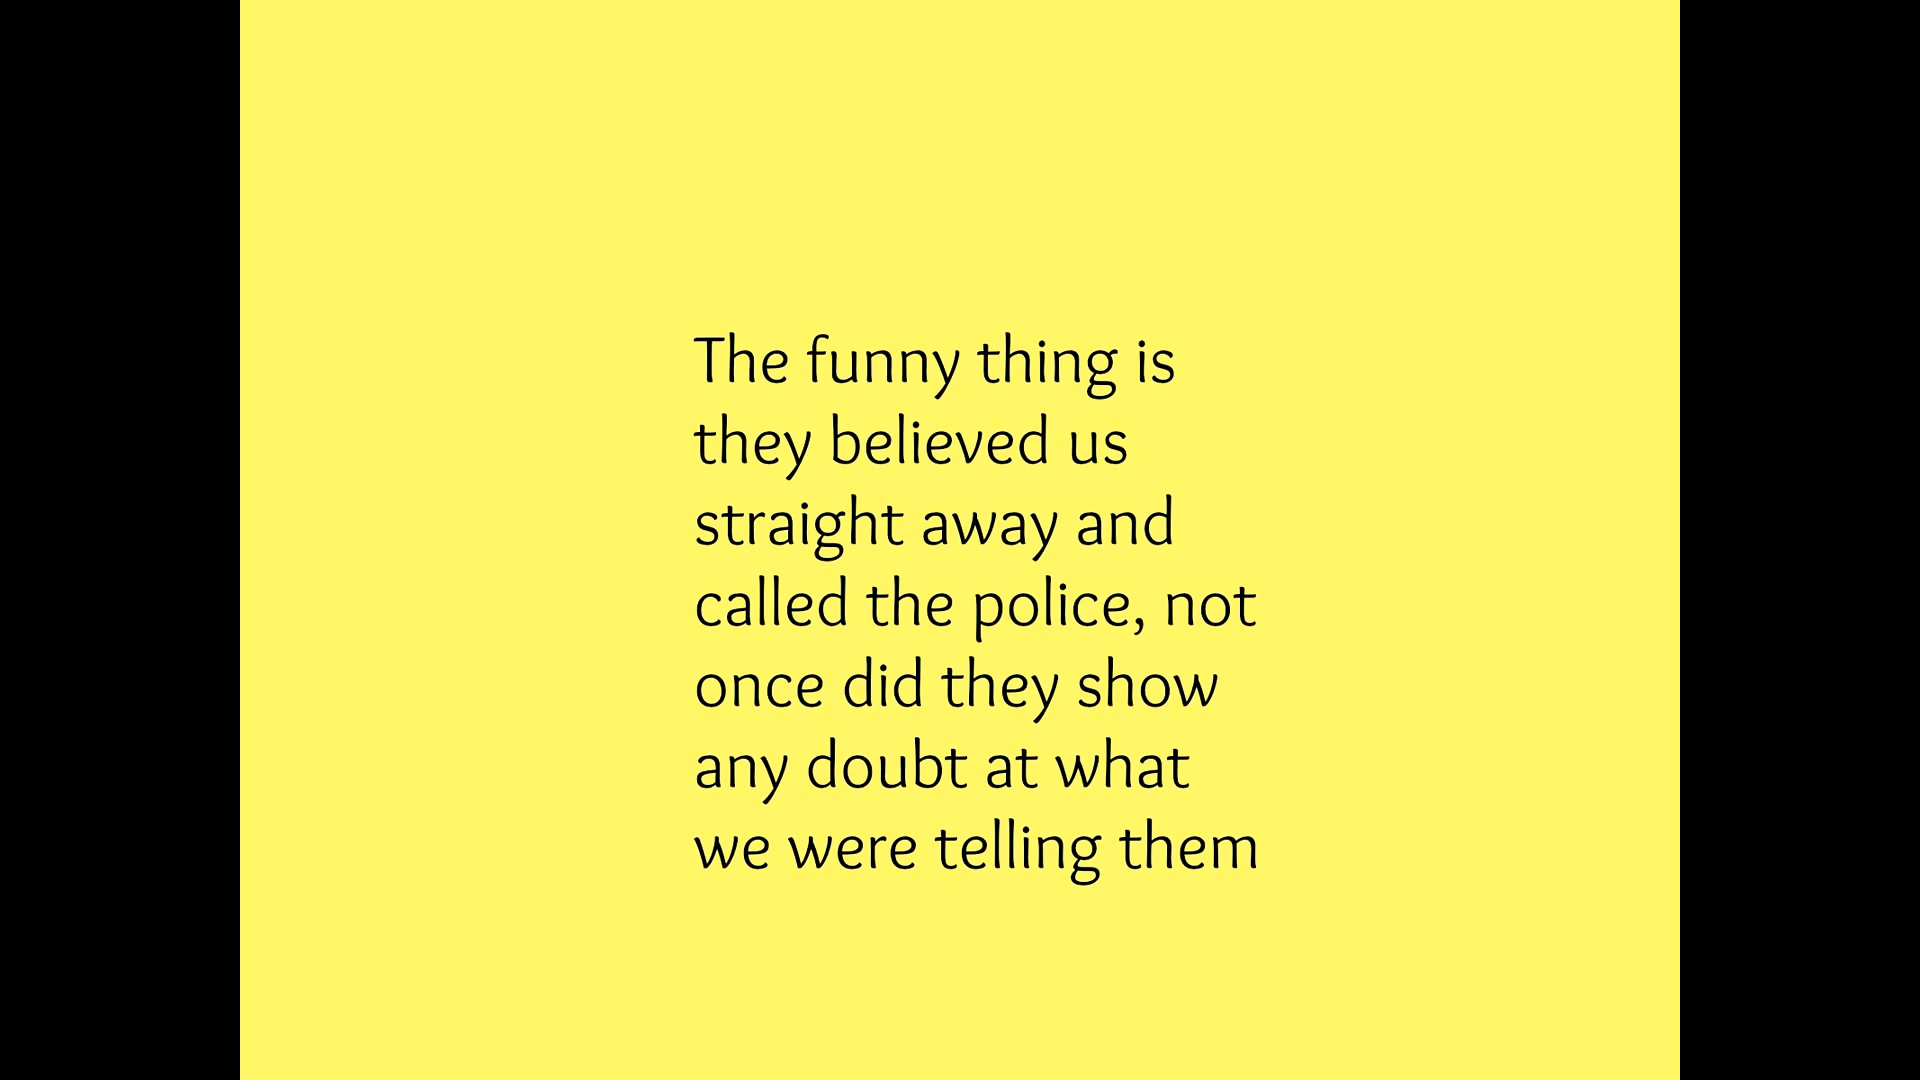 The funny thing is
they believed us
straight away and
called the police, not
once did they show
any doubt at what
we were telling them